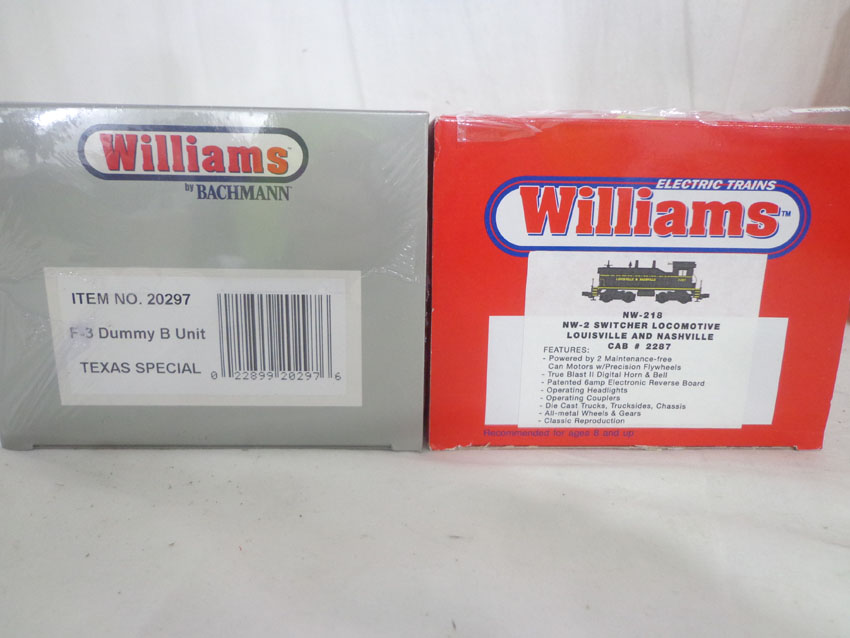 Williams
by BACHMANN
ITEM NO. 20297
F-3 Dummy B Unit
TEXAS SPECIAL
0 22899 20297 6
ELECTRIC TRAINS
Williams™
LOUISVILLE & NASHVILLE
NW-218
NW-2 SWITCHER LOCOMOTIVE
LOUISVILLE AND NASHVILLE
CAB # 2287
FEATURES:
- Powered by 2 Maintenance-free
Can Motors w/Precision Flywheels
- True Blast II Digital Horn & Bell
- Patented 6amp Electronic Reverse Board
- Operating Headlights
- Operating Couplers
- Die Cast Trucks, Trucksides, Chassis
- All-metal Wheels & Gears
- Classic Reproduction
Recommended for ages 8 and up